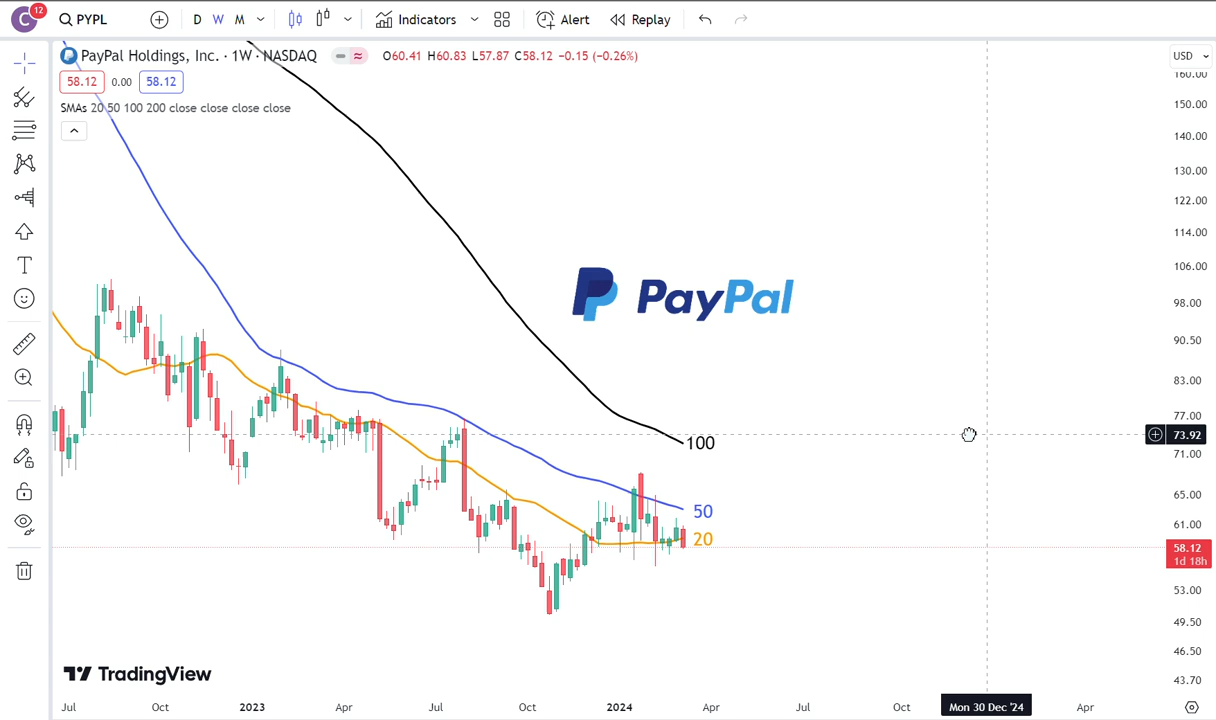 C 12 PYPL D W M Indicators Alert Replay
PayPal Holdings, Inc. · 1W · NASDAQ O60.41 H60.83 L57.87 C58.12 −0.15 (−0.26%) USD
58.12 0.00 58.12
SMAs 20 50 100 200 close close close close
160.00
150.00
140.00
130.00
122.00
114.00
106.00
98.00
90.50
83.00
77.00
73.92
71.00
65.00
61.00
58.12
1d 18h
53.00
49.50
46.50
43.70
PayPal
100
50
20
TradingView
Jul Oct 2023 Apr Jul Oct 2024 Apr Jul Oct Mon 30 Dec '24 Apr